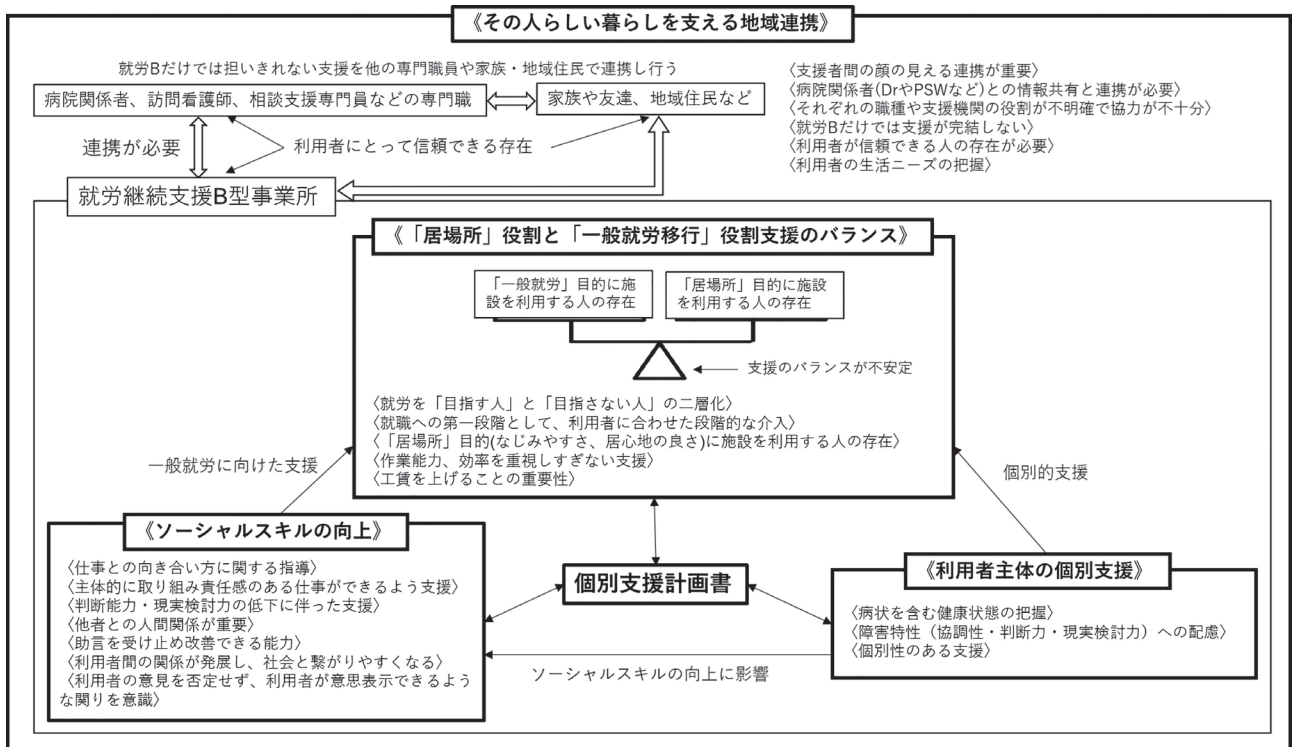 《その人らしい暮らしを支える地域連携》
就労Bだけでは担いきれない支援を他の専門職員や家族・地域住民で連携し行う
病院関係者、訪問看護師、相談支援専門員などの専門職
家族や友達、地域住民など
〈支援者間の顔の見える連携が重要〉
〈病院関係者(DrやPSWなど)との情報共有と連携が必要〉
〈それぞれの職種や支援機関の役割が不明確で協力が不十分〉
〈就労Bだけでは支援が完結しない〉
〈利用者が信頼できる人の存在が必要〉
〈利用者の生活ニーズの把握〉
連携が必要
利用者にとって信頼できる存在
就労継続支援B型事業所
《「居場所」役割と「一般就労移行」役割支援のバランス》
「一般就労」目的に施
設を利用する人の存在
「居場所」目的に施設
を利用する人の存在
支援のバランスが不安定
〈就労を「目指す人」と「目指さない人」の二層化〉
〈就職への第一段階として、利用者に合わせた段階的な介入〉
〈「居場所」目的(なじみやすさ、居心地の良さ)に施設を利用する人の存在〉
〈作業能力、効率を重視しすぎない支援〉
〈工賃を上げることの重要性〉
一般就労に向けた支援
個別的支援
《ソーシャルスキルの向上》
〈仕事との向き合い方に関する指導〉
〈主体的に取り組み責任感のある仕事ができるよう支援〉
〈判断能力・現実検討力の低下に伴った支援〉
〈他者との人間関係が重要〉
〈助言を受け止め改善できる能力〉
〈利用者間の関係が発展し、社会と繋がりやすくなる〉
〈利用者の意見を否定せず、利用者が意思表示できるよう
な関りを意識〉
個別支援計画書
《利用者主体の個別支援》
〈病状を含む健康状態の把握〉
〈障害特性（協調性・判断力・現実検討力）への配慮〉
〈個別性のある支援〉
ソーシャルスキルの向上に影響